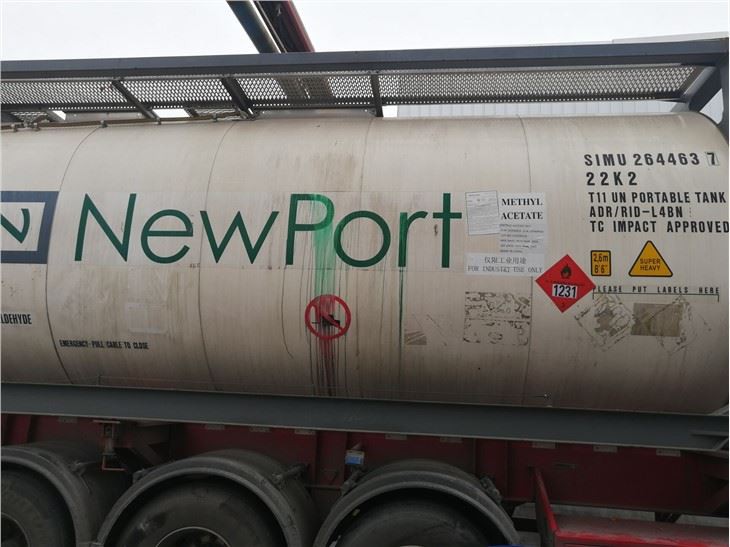 N NewPort
METHYL
ACETATE
仅限工业用途
FOR INDUSTRY USE ONLY
1231
SIMU 264463 7
22K2
T11 UN PORTABLE TANK
ADR/RID-L4BN
TC IMPACT APPROVED
2,6m
8'6"
SUPER
HEAVY
PLEASE PUT LABELS HERE
LDEHYDE
EMERGENCY-PULL CABLE TO CLOSE